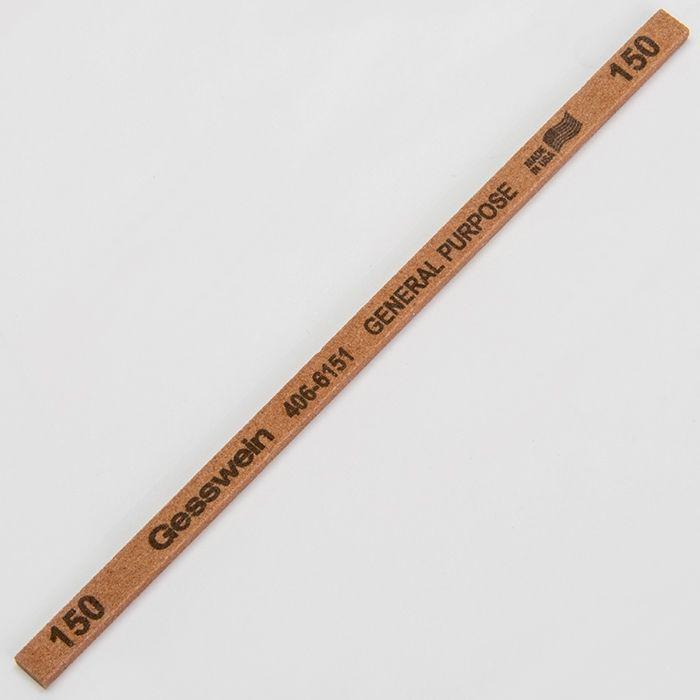 150
Gesswein
406-6151
GENERAL PURPOSE
MADE
IN USA
150